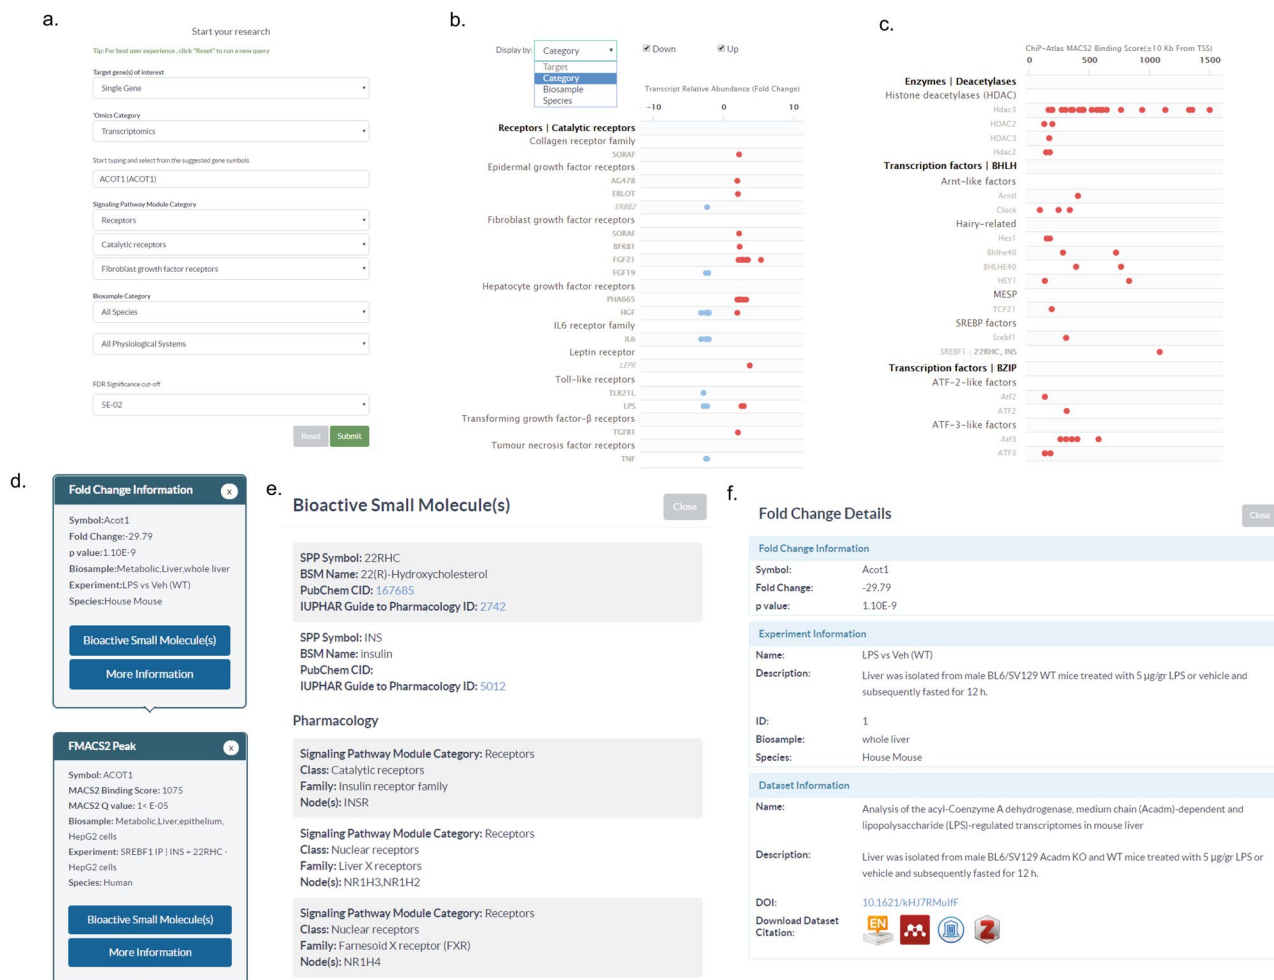 a.
Start your research
Tip: For best user experience , click "Reset" to run a new query
Target gene(s) of interest
Single Gene
'Omics Category
Transcriptomics
Start typing and select from the suggested gene symbols
ACOT1 (ACOT1)
Signaling Pathway Module Category
Receptors
Catalytic receptors
Fibroblast growth factor receptors
Biosample Category
All Species
All Physiological Systems
FDR Significance cut-off
5E-02
Reset
Submit
b.
Display by:
Category
Down
Up
Target
Category
Biosample
Species
Transcript Relative Abundance (Fold Change)
-10
0
10
Receptors | Catalytic receptors
Collagen receptor family
SORAF
Epidermal growth factor receptors
AG478
ERLOT
ERBB2
Fibroblast growth factor receptors
SORAF
BFKB1
FGF21
FGF19
Hepatocyte growth factor receptors
PHA665
HGF
IL6 receptor family
IL6
Leptin receptor
LEPR
Toll-like receptors
TLR21L
LPS
Transforming growth factor-β receptors
TGFB1
Tumour necrosis factor receptors
TNF
c.
ChiP-Atlas MACS2 Binding Score(±10 Kb From TSS)
0
500
1000
1500
Enzymes | Deacetylases
Histone deacetylases (HDAC)
Hdac3
HDAC2
HDAC3
Hdac2
Transcription factors | BHLH
Arnt-like factors
Arntl
Clock
Hairy-related
Hes1
Bhlhe40
BHLHE40
HEY1
MESP
TCF21
SREBP factors
Srebf1
SREBF1 | 22RHC, INS
Transcription factors | BZIP
ATF-2-like factors
Atf2
ATF2
ATF-3-like factors
Atf3
ATF3
d.
Fold Change Information
x
Symbol:Acot1
Fold Change:-29.79
p value:1.10E-9
Biosample:Metabolic,Liver,whole liver
Experiment:LPS vs Veh (WT)
Species:House Mouse
Bioactive Small Molecule(s)
More Information
FMACS2 Peak
x
Symbol: ACOT1
MACS2 Binding Score: 1075
MACS2 Q value: 1< E-05
Biosample: Metabolic,Liver,epithelium,
HepG2 cells
Experiment: SREBF1 IP | INS + 22RHC -
HepG2 cells
Species: Human
Bioactive Small Molecule(s)
More Information
e.
Bioactive Small Molecule(s)
Close
SPP Symbol: 22RHC
BSM Name: 22(R)-Hydroxycholesterol
PubChem CID: 167685
IUPHAR Guide to Pharmacology ID: 2742
SPP Symbol: INS
BSM Name: insulin
PubChem CID:
IUPHAR Guide to Pharmacology ID: 5012
Pharmacology
Signaling Pathway Module Category: Receptors
Class: Catalytic receptors
Family: Insulin receptor family
Node(s): INSR
Signaling Pathway Module Category: Receptors
Class: Nuclear receptors
Family: Liver X receptors
Node(s): NR1H3,NR1H2
Signaling Pathway Module Category: Receptors
Class: Nuclear receptors
Family: Farnesoid X receptor (FXR)
Node(s): NR1H4
f.
Fold Change Details
Close
Fold Change Information
Symbol: Acot1
Fold Change: -29.79
p value: 1.10E-9
Experiment Information
Name: LPS vs Veh (WT)
Description: Liver was isolated from male BL6/SV129 WT mice treated with 5 µg/gr LPS or vehicle and
subsequently fasted for 12 h.
ID: 1
Biosample: whole liver
Species: House Mouse
Dataset Information
Name: Analysis of the acyl-Coenzyme A dehydrogenase, medium chain (Acadm)-dependent and
lipopolysaccharide (LPS)-regulated transcriptomes in mouse liver
Description: Liver was isolated from male BL6/SV129 Acadm KO and WT mice treated with 5 µg/gr LPS or
vehicle and subsequently fasted for 12 h.
DOI: 10.1621/kHJ7RMuIfF
Download Dataset
Citation:
EN
Z